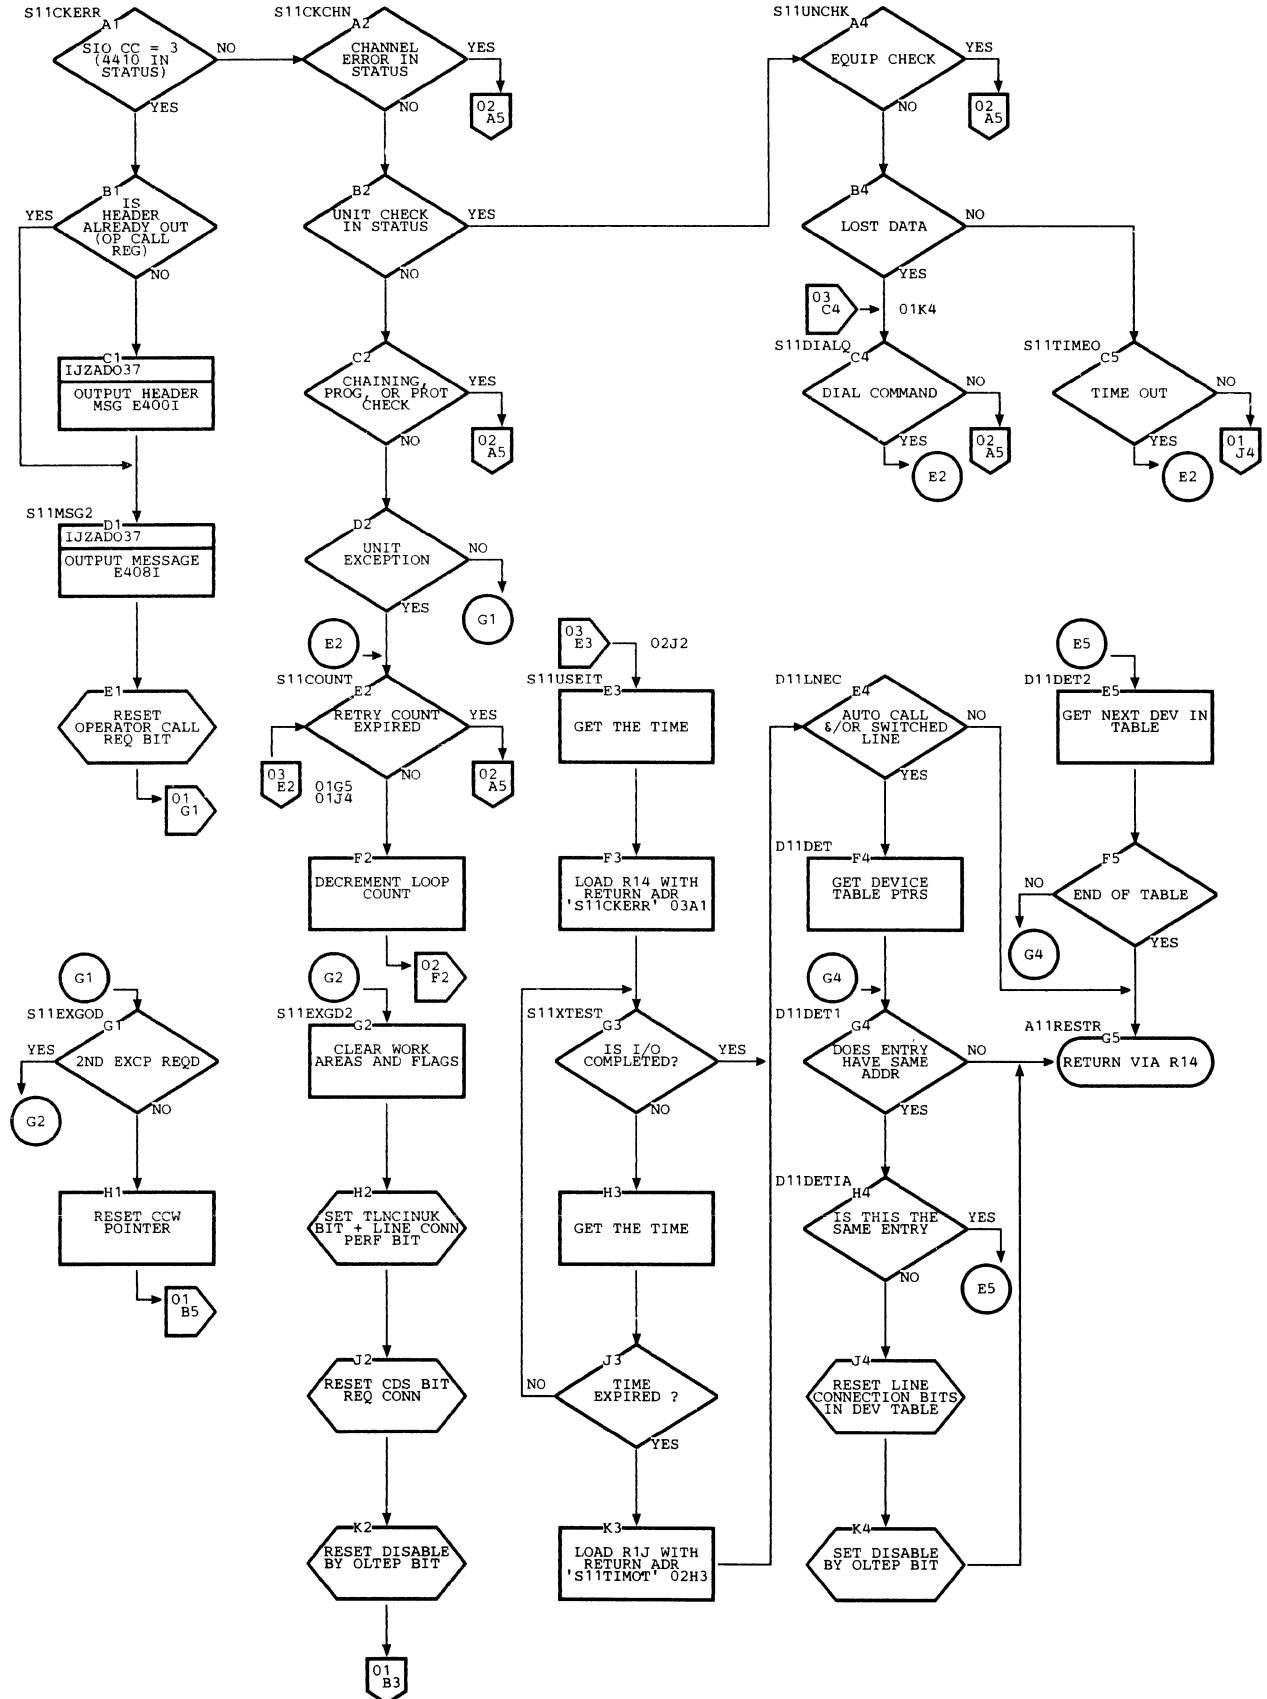 S11CKERR
A1
SIO CC = 3
(4410 IN
STATUS)
NO
YES
S11CKCHN
A2
CHANNEL
ERROR IN
STATUS
YES
NO
02
A5
S11UNCHK
A4
EQUIP CHECK
YES
NO
02
A5
B1
IS
HEADER
ALREADY OUT
(OP CALL
REG)
YES
NO
B2
UNIT CHECK
IN STATUS
YES
NO
B4
LOST DATA
NO
YES
03
C4
01K4
C1
IJZADO37
OUTPUT HEADER
MSG E400I
C2
CHAINING,
PROG, OR PROT
CHECK
YES
NO
02
A5
S11DIALQ
C4
DIAL COMMAND
NO
YES
02
A5
E2
S11TIMEO
C5
TIME OUT
NO
YES
01
J4
E2
S11MSG2
D1
IJZADO37
OUTPUT MESSAGE
E408I
D2
UNIT
EXCEPTION
NO
YES
G1
E2
03
E3
02J2
E5
E1
RESET
OPERATOR CALL
REQ BIT
01
G1
S11COUNT
E2
RETRY COUNT
EXPIRED
YES
NO
03
E2
01G5
01J4
02
A5
S11USEIT
E3
GET THE TIME
D11LNEC
E4
AUTO CALL
&/OR SWITCHED
LINE
NO
YES
D11DET2
E5
GET NEXT DEV IN
TABLE
F2
DECREMENT LOOP
COUNT
02
F2
F3
LOAD R14 WITH
RETURN ADR
'S11CKERR' 03A1
D11DET
F4
GET DEVICE
TABLE PTRS
F5
END OF TABLE
NO
YES
G4
G1
G2
G4
S11EXGOD
G1
2ND EXCP REQD
YES
NO
G2
S11EXGD2
G2
CLEAR WORK
AREAS AND FLAGS
S11XTEST
G3
IS I/O
COMPLETED?
YES
NO
D11DET1
G4
DOES ENTRY
HAVE SAME
ADDR
NO
YES
A11RESTR
G5
RETURN VIA R14
H1
RESET CCW
POINTER
01
B5
H2
SET TLNCINUK
BIT + LINE CONN
PERF BIT
H3
GET THE TIME
D11DETIA
H4
IS THIS THE
SAME ENTRY
YES
NO
E5
J2
RESET CDS BIT
REQ CONN
J3
TIME
EXPIRED ?
NO
YES
J4
RESET LINE
CONNECTION BITS
IN DEV TABLE
K2
RESET DISABLE
BY OLTEP BIT
K3
LOAD R1J WITH
RETURN ADR
'S11TIMOT' 02H3
K4
SET DISABLE
BY OLTEP BIT
01
B3